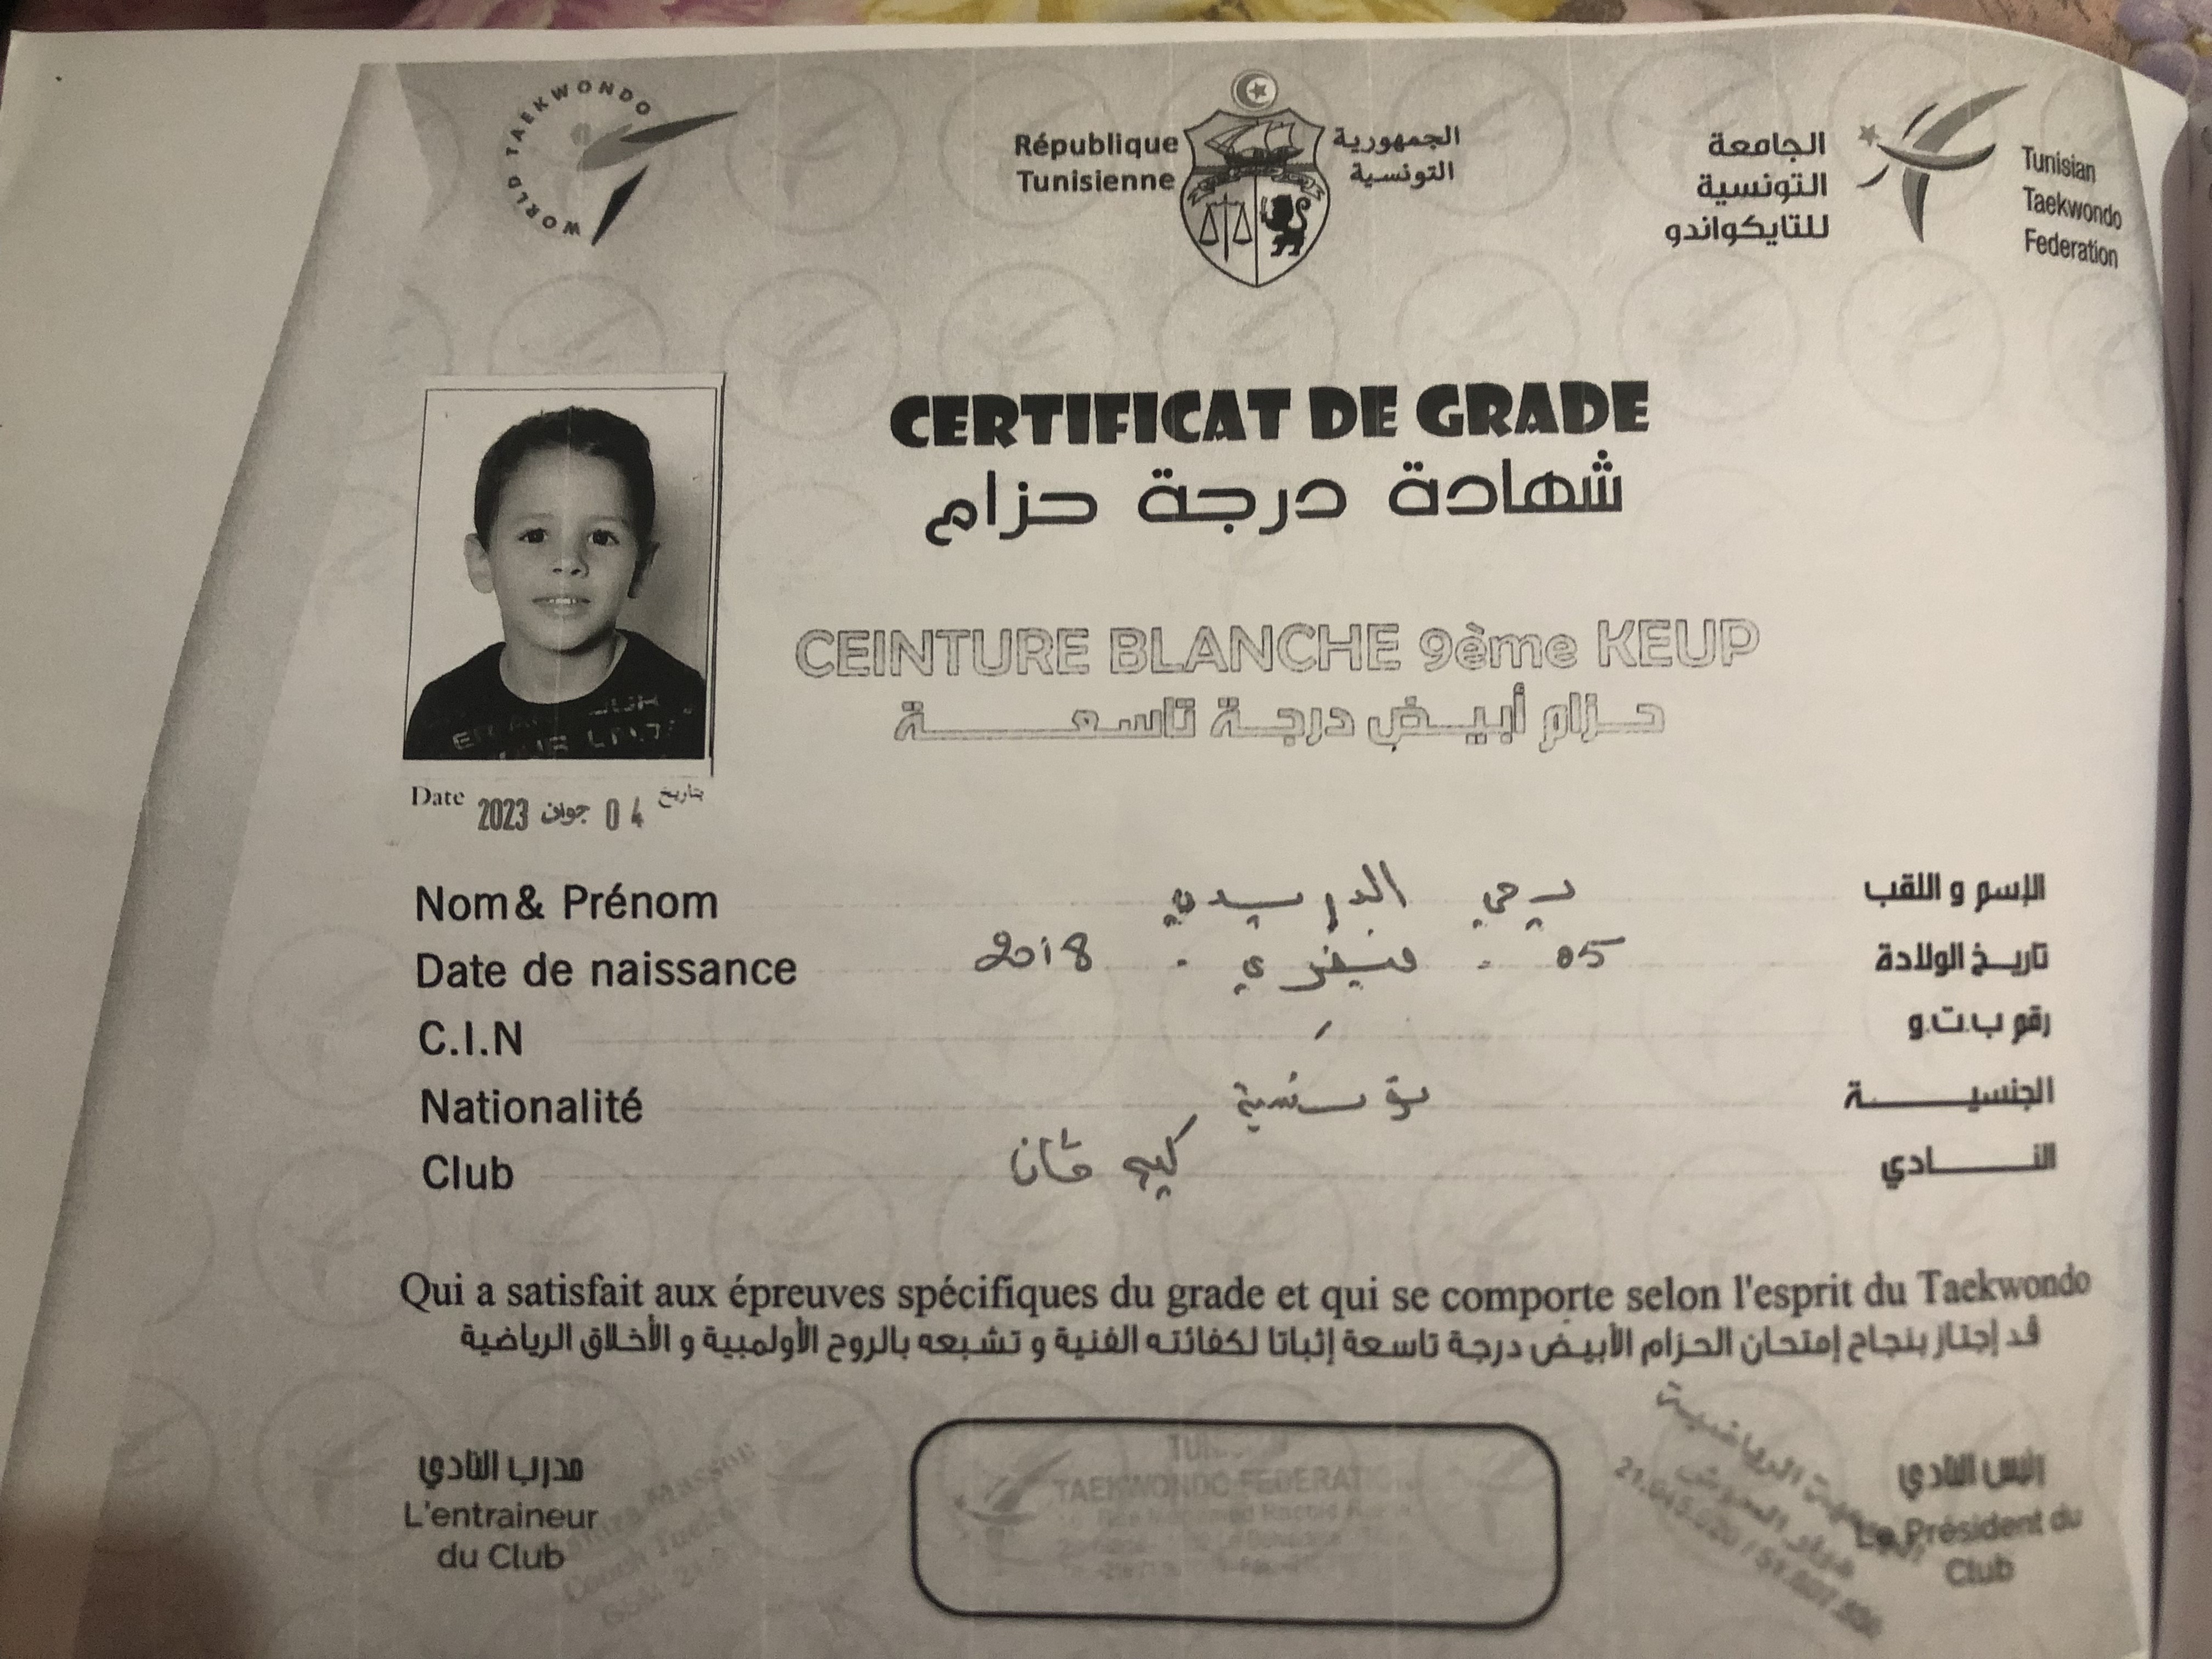 WORLD TAEKWONDO
République
Tunisienne
الجمهورية
التونسية
الجامعة
التونسية
للتايكواندو
Tunisian
Taekwondo
Federation
CERTIFICAT DE GRADE
شهادة درجة حزام
CEINTURE BLANCHE 9ème KEUP
حزام أبيض درجة تاسعة
Date 04 جوان 2023 بتاريخ
Nom& Prénom الدريدي الإسم و اللقب
Date de naissance 05 - فيفري - 2018 تاريخ الولادة
C.I.N / رقم ب.ت.و
Nationalité تونسية الجنسية
Club النادي
Qui a satisfait aux épreuves spécifiques du grade et qui se comporte selon l'esprit du Taekwondo
قد إجتاز بنجاح إمتحان الحزام الأبيض درجة تاسعة إثباتا لكفائته الفنية و تشبعه بالروح الأولمبية و الأخلاق الرياضية
مدرب النادي
L'entraineur
du Club
TAEKWONDO FEDERATION
الرياضية
رئيس النادي
Le Président du
Club